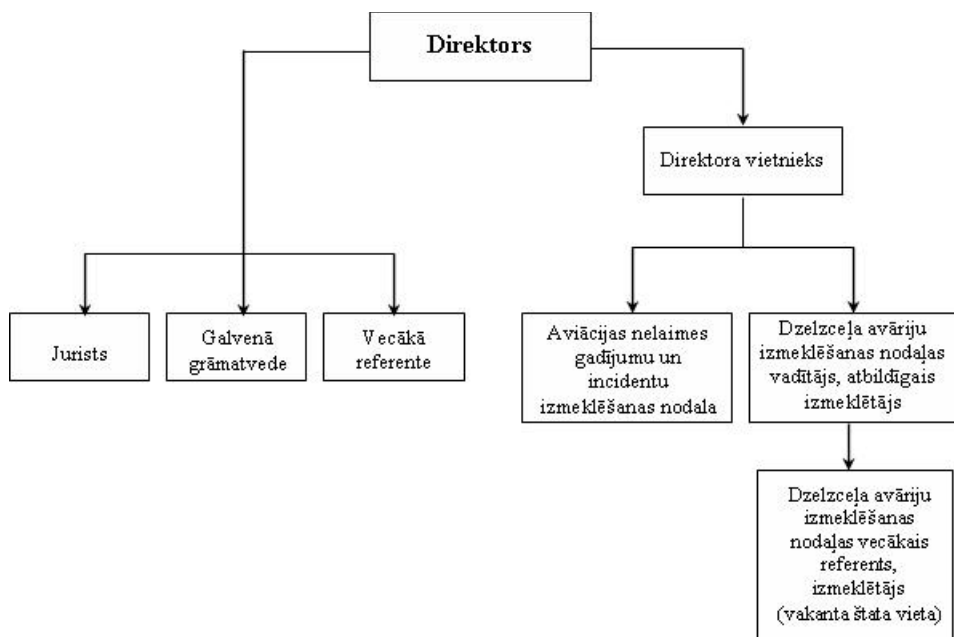 Direktors
Direktora vietnieks
Jurists
Galvenā
grāmatvede
Vecākā
referente
Aviācijas nelaimes
gadījumu un
incidentu
izmeklēšanas nodala
Dzelzceļa avāriju
izmeklēšanas nodaļas
vadītājs, atbildīgais
izmeklētājs
Dzelzceļa avāriju
izmeklēšanas
nodaļas vecākais
referents,
izmeklētājs
(vakanta štata vieta)